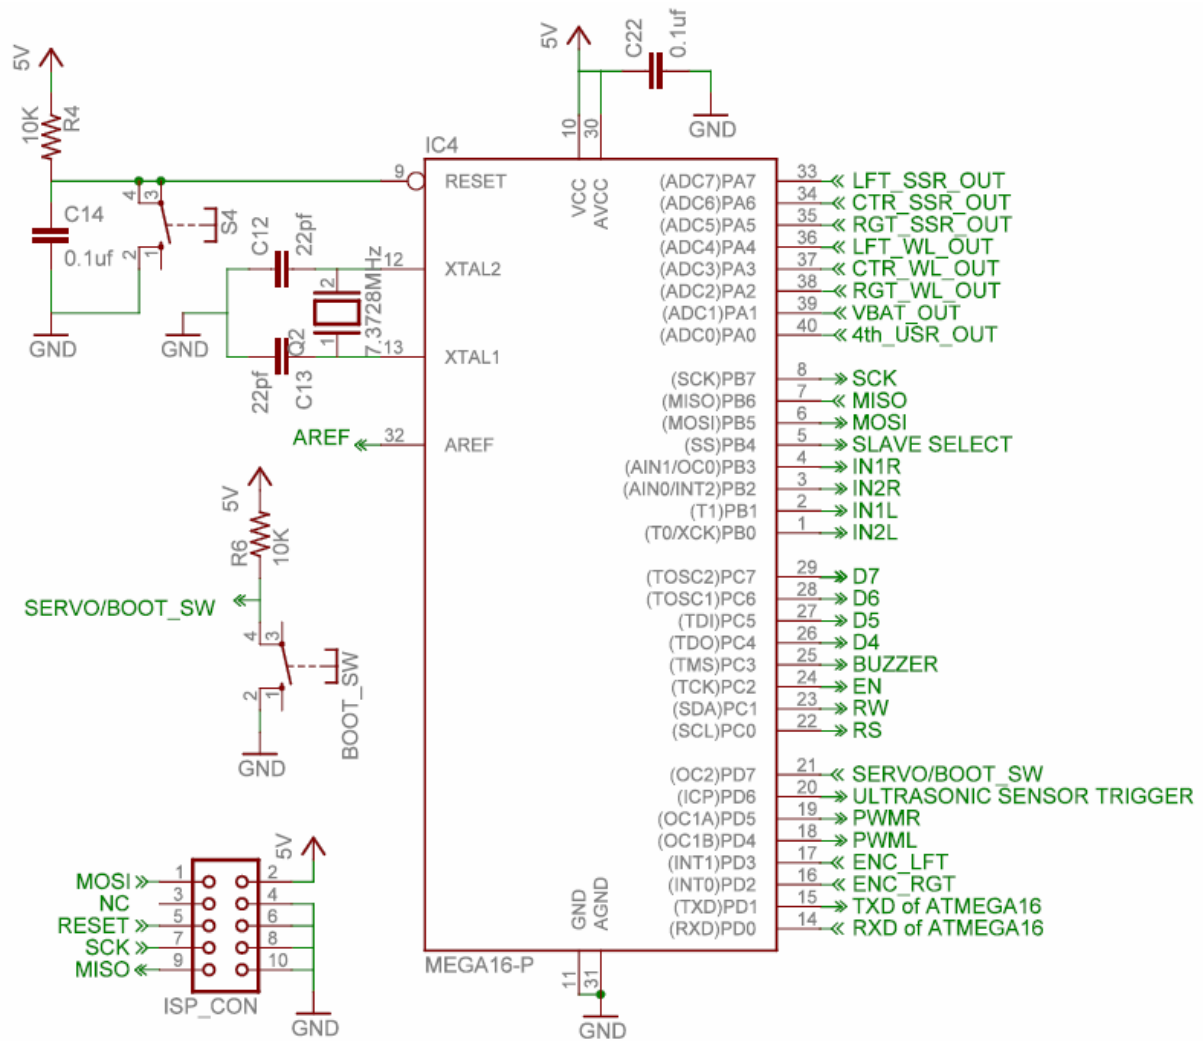 5V
10K
R4
C14
0.1uf
GND
4
3
2
1
S4
GND
C12
22pf
2
1
Q2
7.3728MHz
22pf
C13
AREF
5V
R6
10K
SERVO/BOOT_SW
4
3
2
1
BOOT_SW
GND
5V
MOSI 1 2
NC 3 4
RESET 5 6
SCK 7 8
MISO 9 10
ISP_CON
GND
5V
C22
0.1uf
GND
10
30
IC4
VCC
AVCC
9 RESET
12 XTAL2
13 XTAL1
32 AREF
(ADC7)PA7 33 LFT_SSR_OUT
(ADC6)PA6 34 CTR_SSR_OUT
(ADC5)PA5 35 RGT_SSR_OUT
(ADC4)PA4 36 LFT_WL_OUT
(ADC3)PA3 37 CTR_WL_OUT
(ADC2)PA2 38 RGT_WL_OUT
(ADC1)PA1 39 VBAT_OUT
(ADC0)PA0 40 4th_USR_OUT
(SCK)PB7 8 SCK
(MISO)PB6 7 MISO
(MOSI)PB5 6 MOSI
(SS)PB4 5 SLAVE SELECT
(AIN1/OC0)PB3 4 IN1R
(AIN0/INT2)PB2 3 IN2R
(T1)PB1 2 IN1L
(T0/XCK)PB0 1 IN2L
(TOSC2)PC7 29 D7
(TOSC1)PC6 28 D6
(TDI)PC5 27 D5
(TDO)PC4 26 D4
(TMS)PC3 25 BUZZER
(TCK)PC2 24 EN
(SDA)PC1 23 RW
(SCL)PC0 22 RS
(OC2)PD7 21 SERVO/BOOT_SW
(ICP)PD6 20 ULTRASONIC SENSOR TRIGGER
(OC1A)PD5 19 PWMR
(OC1B)PD4 18 PWML
(INT1)PD3 17 ENC_LFT
(INT0)PD2 16 ENC_RGT
(TXD)PD1 15 TXD of ATMEGA16
(RXD)PD0 14 RXD of ATMEGA16
GND
AGND
MEGA16-P
11
31
GND